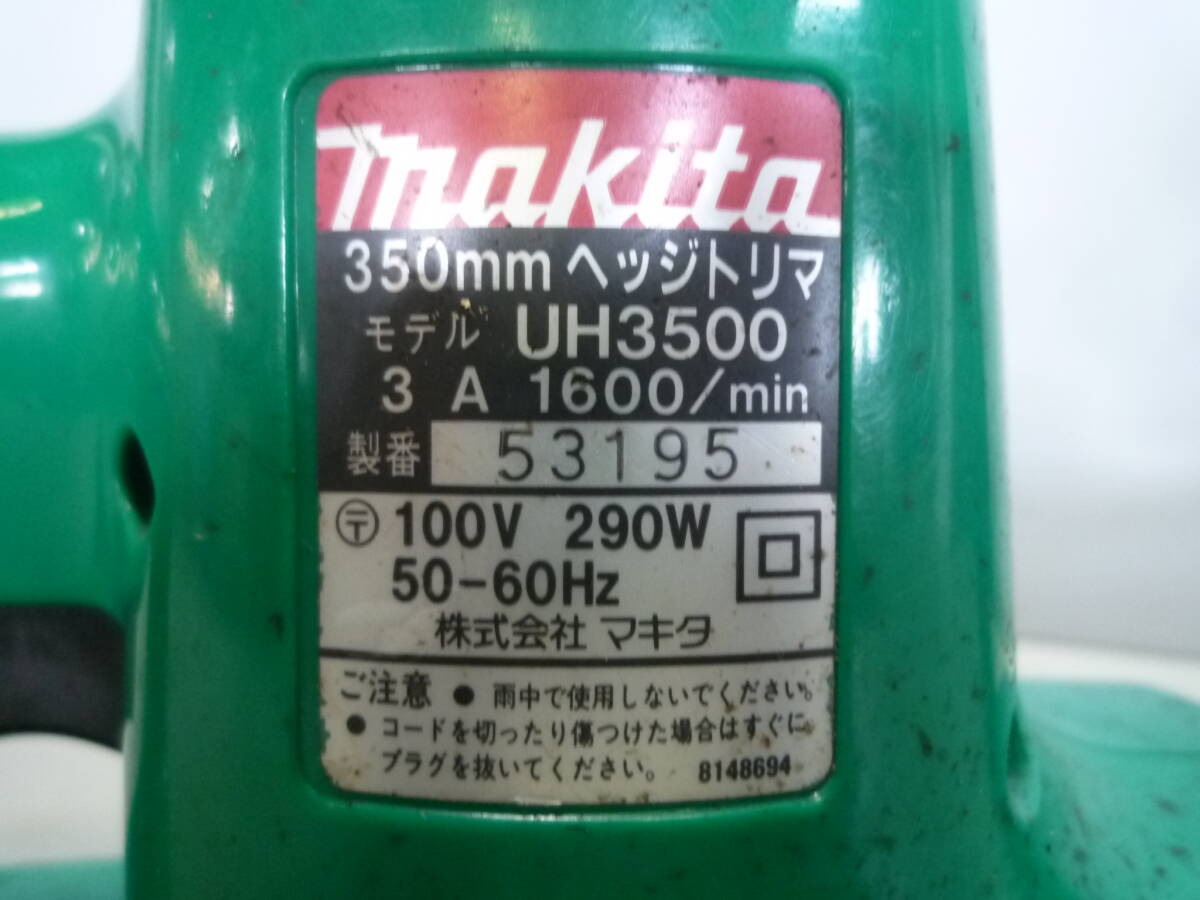 makita
350mm ヘッジトリマ
モデル UH3500
3 A 1600/min
製番 53195
〶 100V 290W
50-60Hz
株式会社 マキタ
ご注意 ● 雨中で使用しないでください。
● コードを切ったり傷つけた場合はすぐに
プラグを抜いてください。 8148694